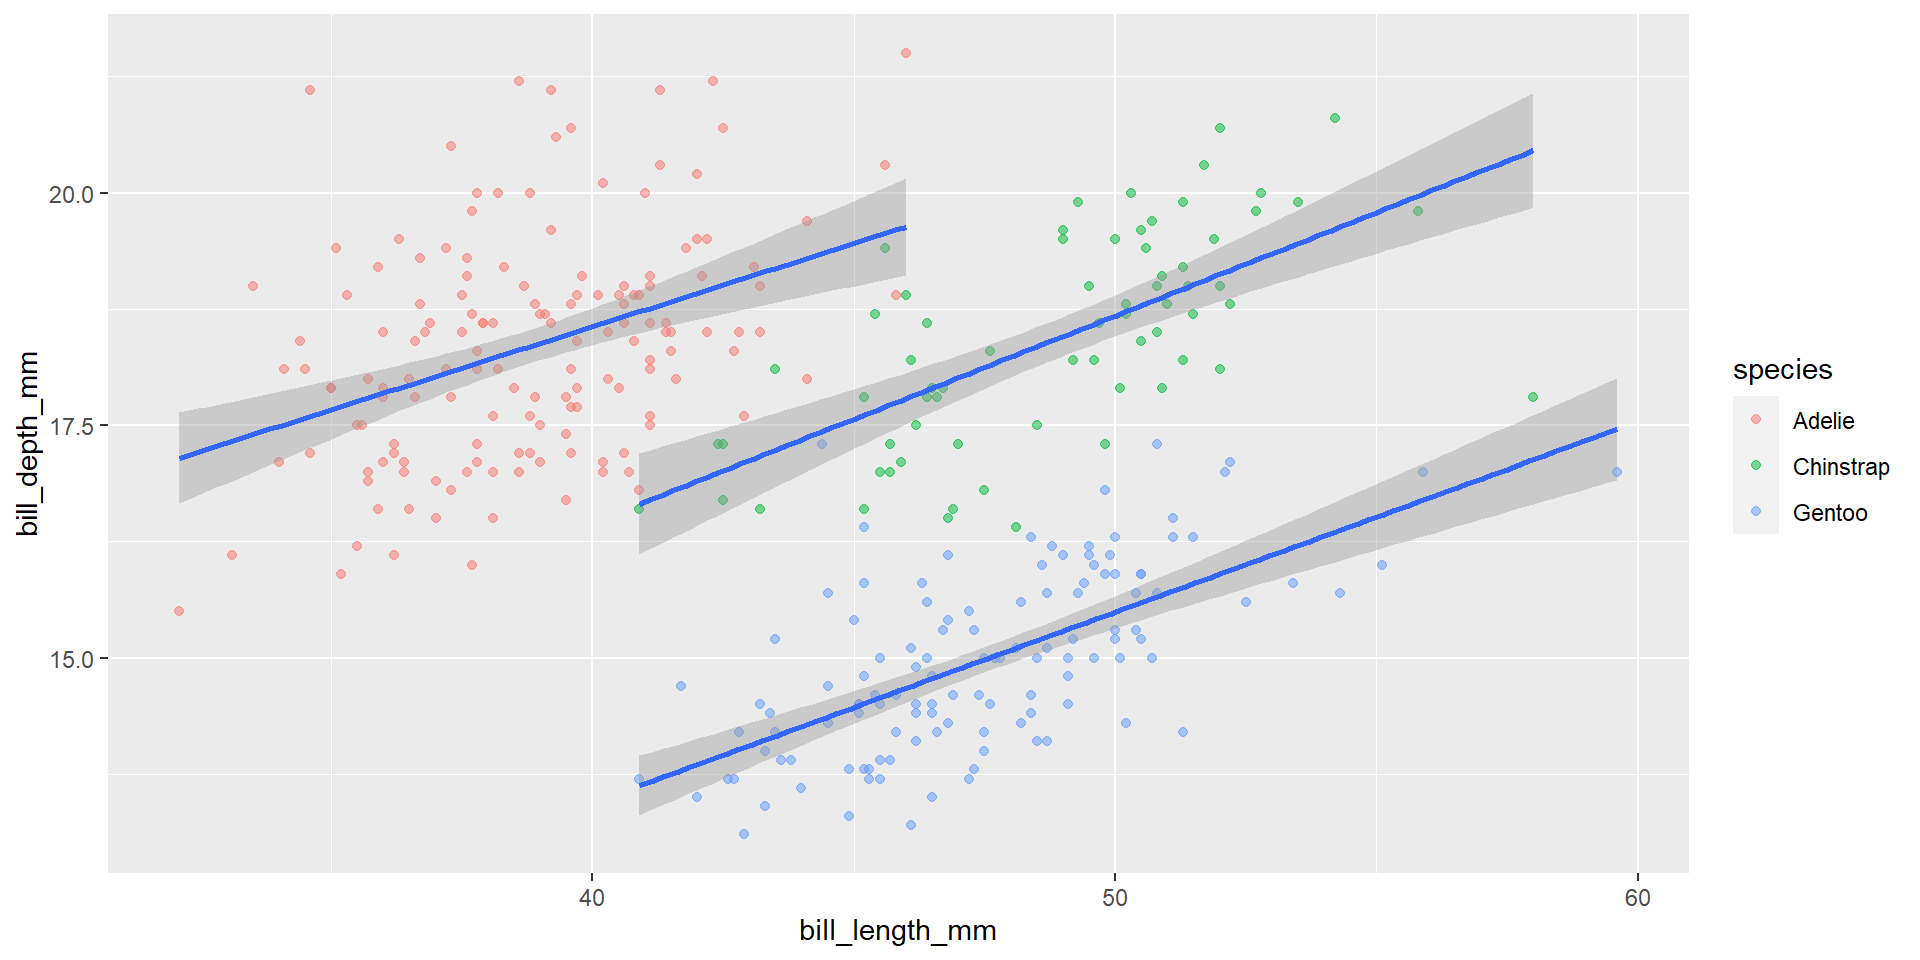 20.0
17.5
15.0
bill_depth_mm
40
50
60
bill_length_mm
species
Adelie
Chinstrap
Gentoo